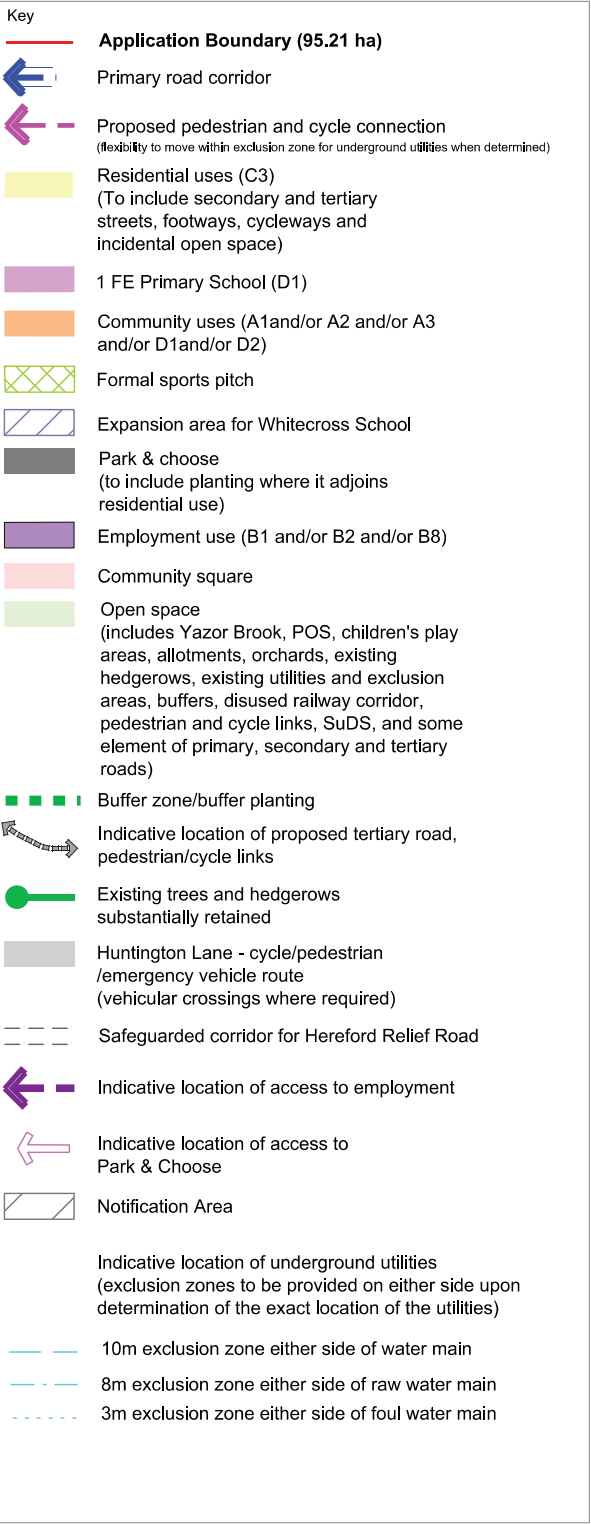 Key
Application Boundary (95.21 ha)
Primary road corridor
Proposed pedestrian and cycle connection
(flexibility to move within exclusion zone for underground utilities when determined)
Residential uses (C3)
(To include secondary and tertiary
streets, footways, cycleways and
incidental open space)
1 FE Primary School (D1)
Community uses (A1and/or A2 and/or A3
and/or D1and/or D2)
Formal sports pitch
Expansion area for Whitecross School
Park & choose
(to include planting where it adjoins
residential use)
Employment use (B1 and/or B2 and/or B8)
Community square
Open space
(includes Yazor Brook, POS, children's play
areas, allotments, orchards, existing
hedgerows, existing utilities and exclusion
areas, buffers, disused railway corridor,
pedestrian and cycle links, SuDS, and some
element of primary, secondary and tertiary
roads)
Buffer zone/buffer planting
Indicative location of proposed tertiary road,
pedestrian/cycle links
Existing trees and hedgerows
substantially retained
Huntington Lane - cycle/pedestrian
/emergency vehicle route
(vehicular crossings where required)
Safeguarded corridor for Hereford Relief Road
Indicative location of access to employment
Indicative location of access to
Park & Choose
Notification Area
Indicative location of underground utilities
(exclusion zones to be provided on either side upon
determination of the exact location of the utilities)
10m exclusion zone either side of water main
8m exclusion zone either side of raw water main
3m exclusion zone either side of foul water main